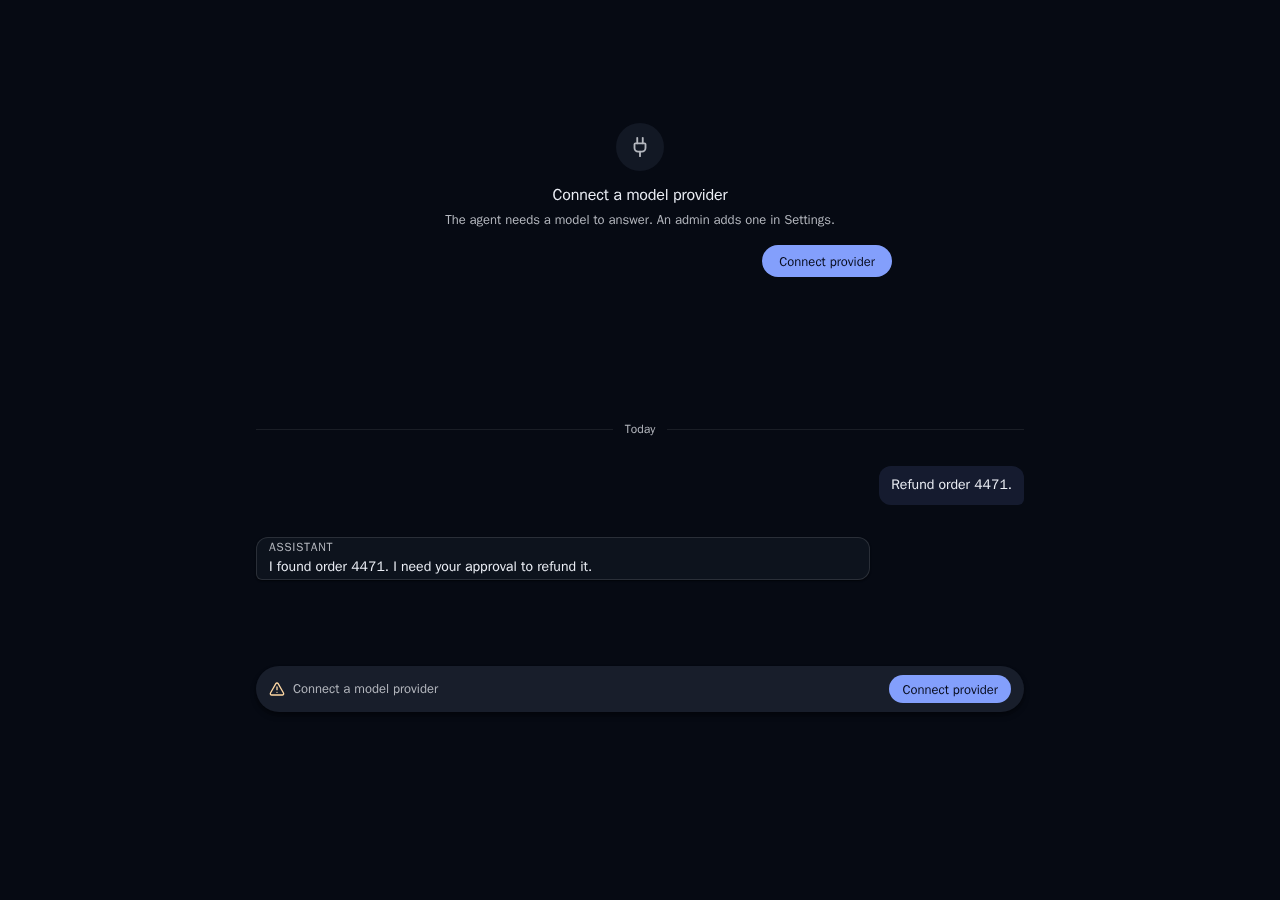 Connect a model provider
The agent needs a model to answer. An admin adds one in Settings.
Connect provider
Today
Refund order 4471.
ASSISTANT
I found order 4471. I need your approval to refund it.
Connect a model provider
Connect provider